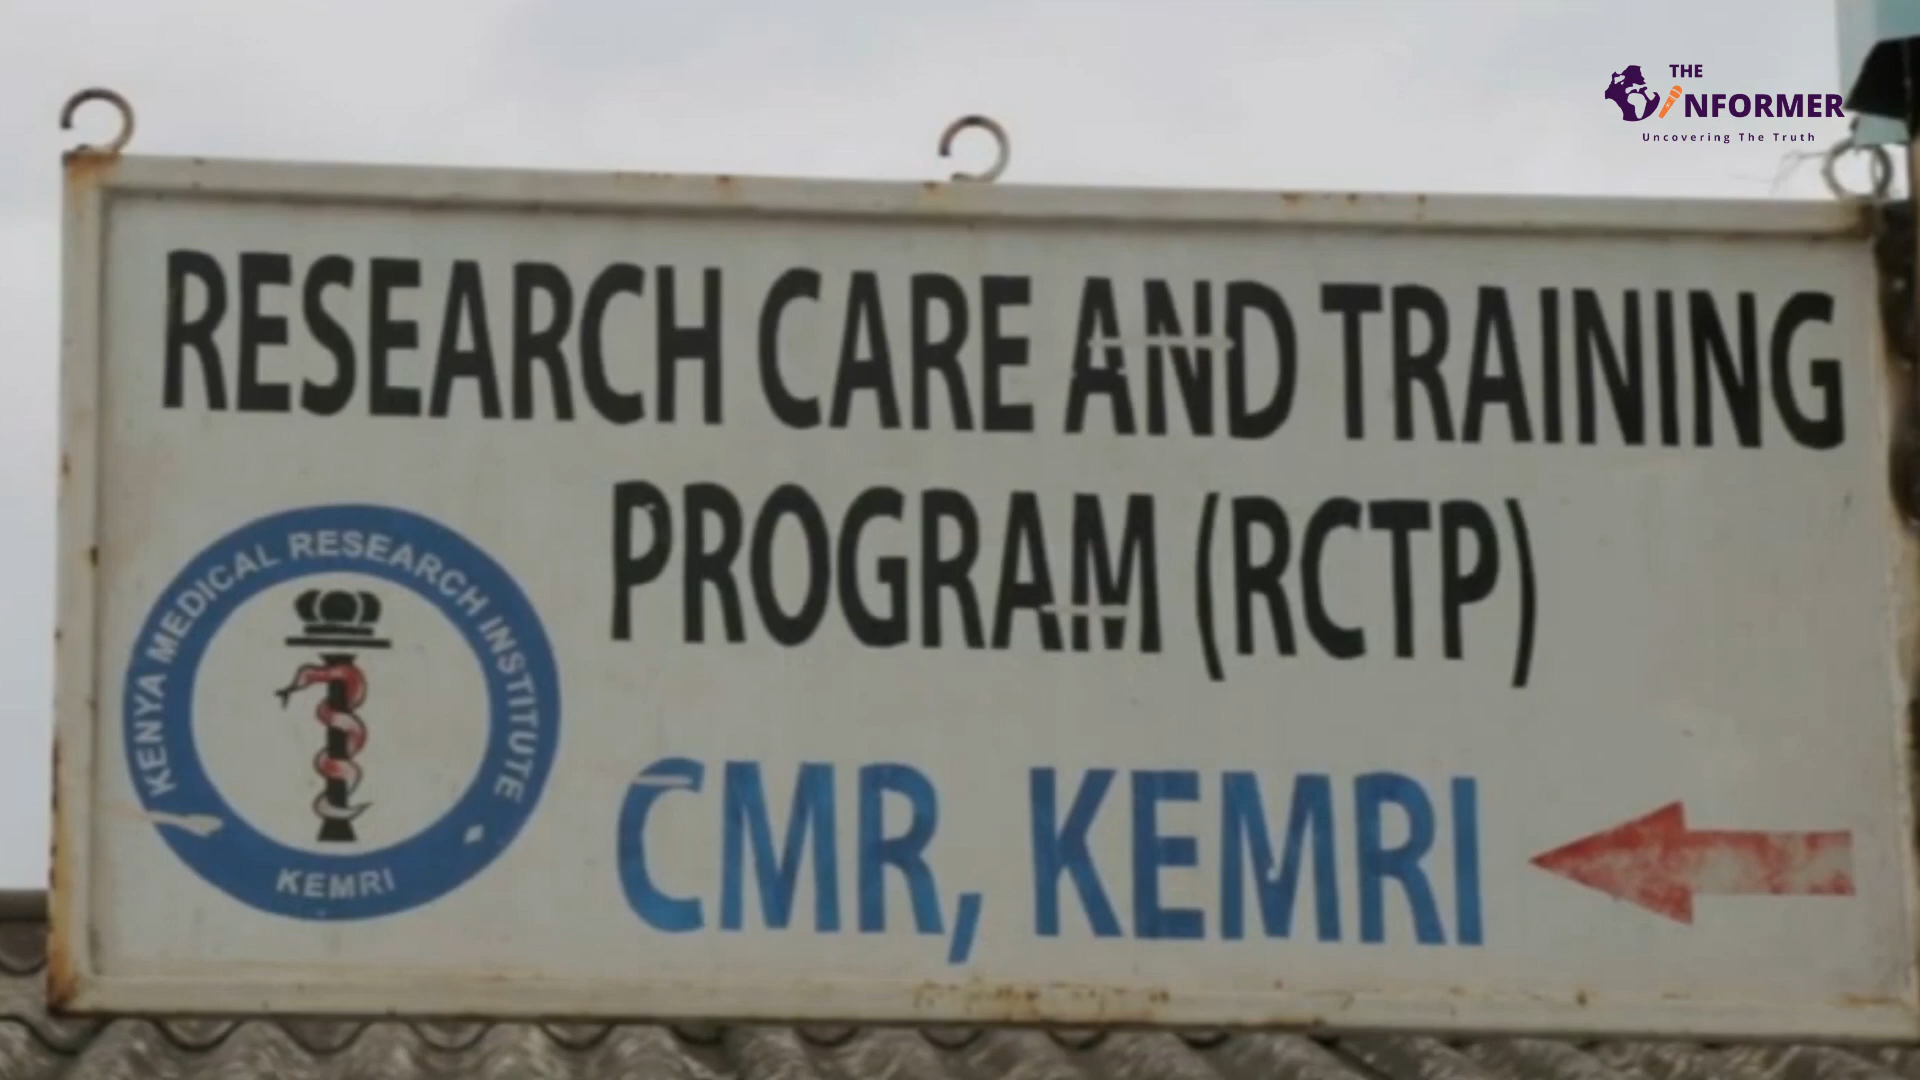 THE
INFORMER
Uncovering The Truth
RESEARCH CARE AND TRAINING
PROGRAM (RCTP)
KENYA MEDICAL RESEARCH INSTITUTE
KEMRI
CMR, KEMRI